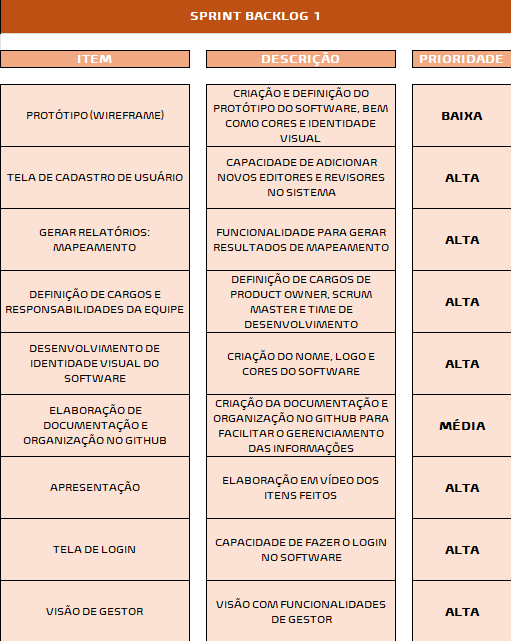 SPRINT BACKLOG 1
ITEM DESCRIÇÃO PRIORIDADE
PROTÓTIPO (WIREFRAME)
CRIAÇÃO E DEFINIÇÃO DO
PROTÓTIPO DO SOFTWARE, BEM
COMO CORES E IDENTIDADE
VISUAL
BAIXA
TELA DE CADASTRO DE USUÁRIO
CAPACIDADE DE ADICIONAR
NOVOS EDITORES E REVISORES
NO SISTEMA
ALTA
GERAR RELATÓRIOS:
MAPEAMENTO
FUNCIONALIDADE PARA GERAR
RESULTADOS DE MAPEAMENTO
ALTA
DEFINIÇÃO DE CARGOS E
RESPONSABILIDADES DA EQUIPE
DEFINIÇÃO DE CARGOS DE
PRODUCT OWNER, SCRUM
MASTER E TIME DE
DESENVOLVIMENTO
ALTA
DESENVOLVIMENTO DE
IDENTIDADE VISUAL DO
SOFTWARE
CRIAÇÃO DO NOME, LOGO E
CORES DO SOFTWARE
ALTA
ELABORAÇÃO DE
DOCUMENTAÇÃO E
ORGANIZAÇÃO NO GITHUB
CRIAÇÃO DA DOCUMENTAÇÃO E
ORGANIZAÇÃO NO GITHUB PARA
FACILITAR O GERENCIAMENTO
DAS INFORMAÇÕES
MÉDIA
APRESENTAÇÃO
ELABORAÇÃO EM VÍDEO DOS
ITENS FEITOS
ALTA
TELA DE LOGIN
CAPACIDADE DE FAZER O LOGIN
NO SOFTWARE
ALTA
VISÃO DE GESTOR
VISÃO COM FUNCIONALIDADES
DE GESTOR
ALTA